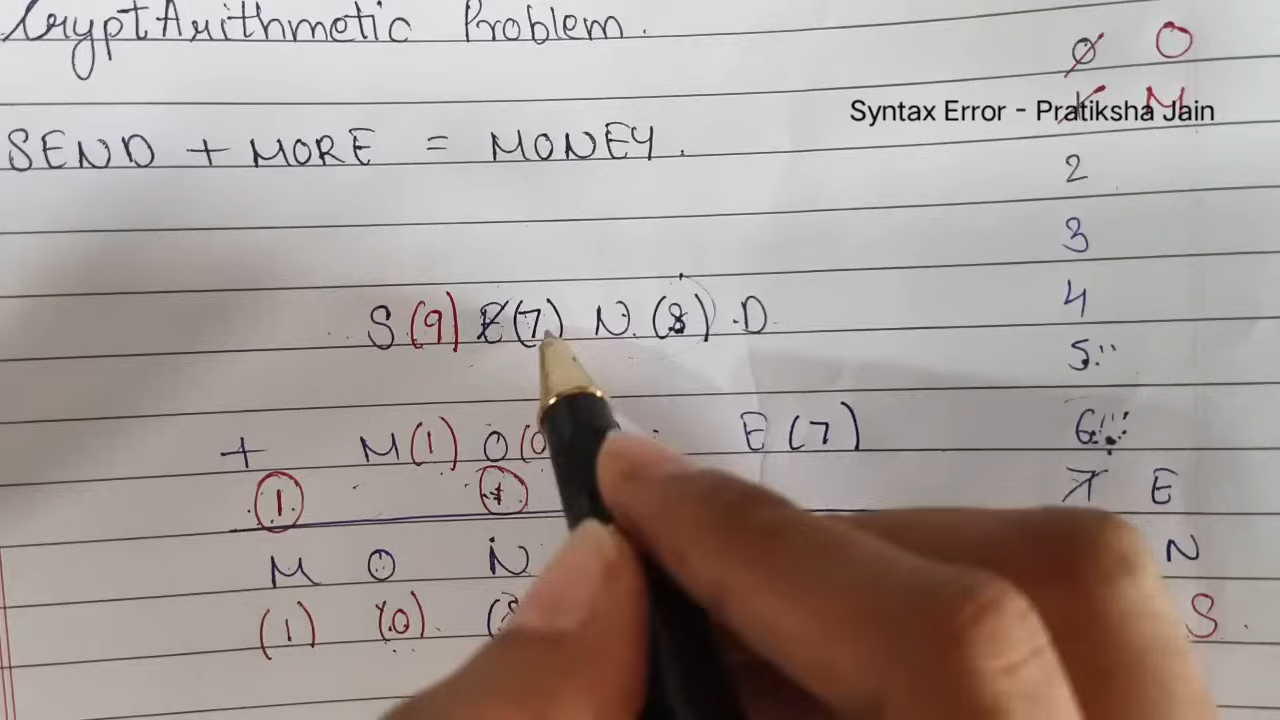 CryptArithmetic Problem.
Ø O
1 M
Syntax Error - Pratiksha Jain
SEND + MORE = MONEY.
2
3
4
S (9) E (7) N (8) D
5
+ M (1) O (0 E (7)
6
7 E
1 1
M O N N
(1) (0) (8 S